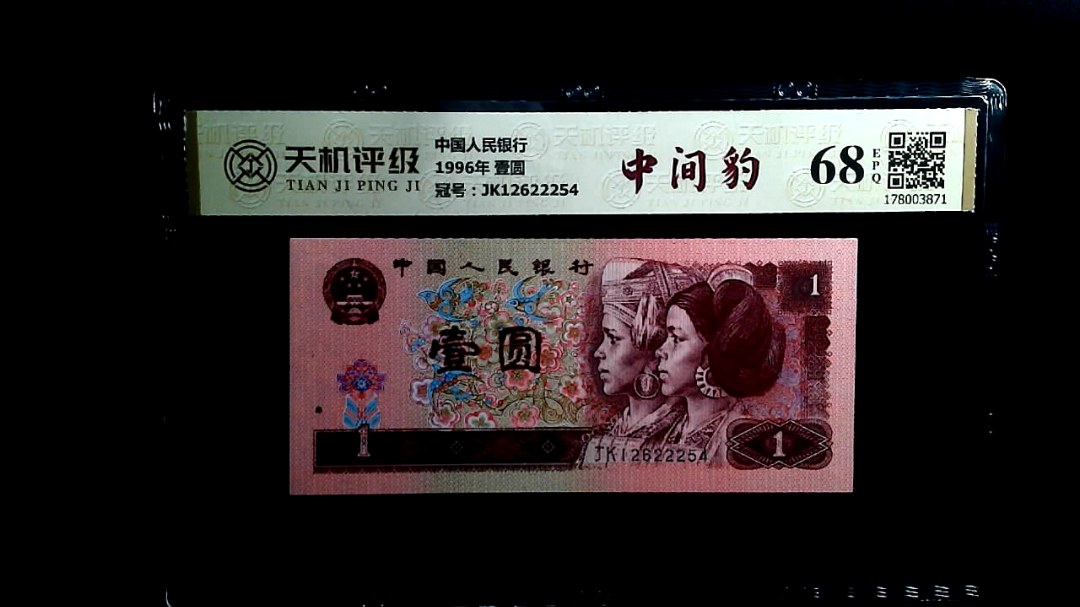 天机评级
TIAN JI PING JI
中国人民银行
1996年 壹圆
冠号：JK12622254
中间豹
68
EPQ
178003871
中国人民银行
1
壹圆
1
JK12622254
1